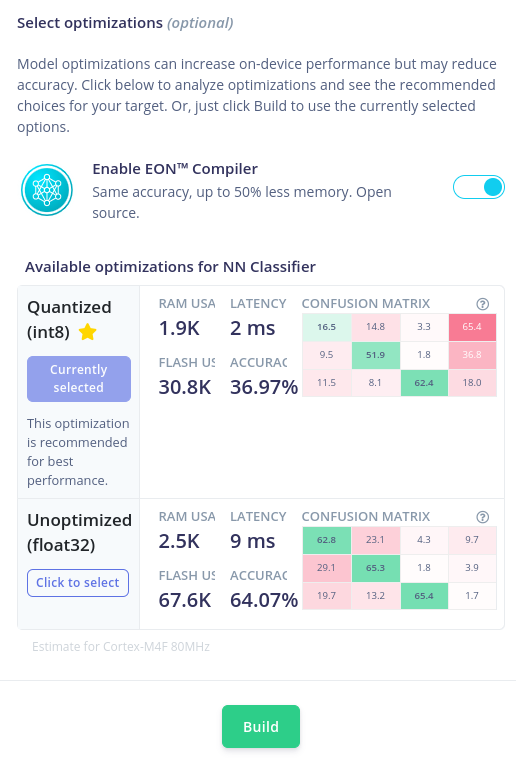 Select optimizations (optional)
Model optimizations can increase on-device performance but may reduce
accuracy. Click below to analyze optimizations and see the recommended
choices for your target. Or, just click Build to use the currently selected
options.
Enable EON™ Compiler
Same accuracy, up to 50% less memory. Open
source.
Available optimizations for NN Classifier
Quantized
(int8)
Currently
selected
This optimization
is recommended
for best
performance.
RAM USA LATENCY CONFUSION MATRIX ?
1.9K 2 ms
FLASH US ACCURAC
30.8K 36.97%
16.5 14.8 3.3 65.4
9.5 51.9 1.8 36.8
11.5 8.1 62.4 18.0
Unoptimized
(float32)
Click to select
RAM USA LATENCY CONFUSION MATRIX ?
2.5K 9 ms
FLASH US ACCURAC
67.6K 64.07%
62.8 23.1 4.3 9.7
29.1 65.3 1.8 3.9
19.7 13.2 65.4 1.7
Estimate for Cortex-M4F 80MHz
Build